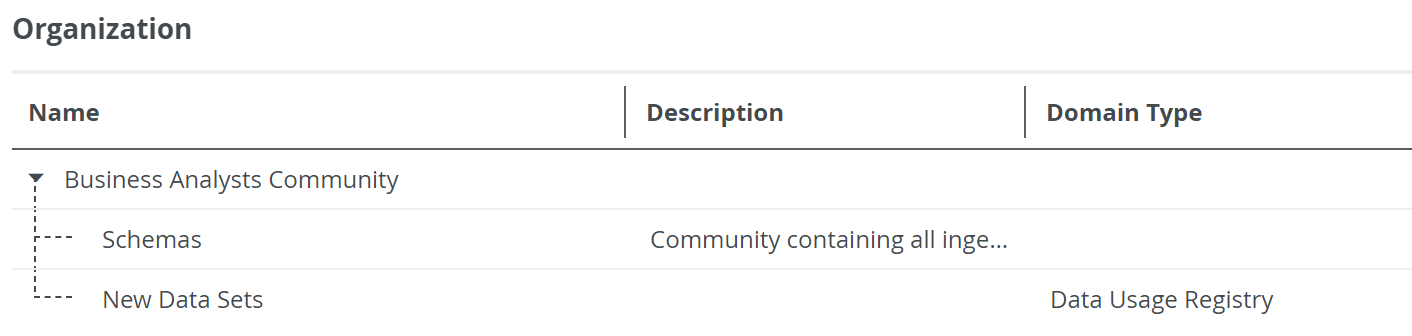 Organization
Name Description Domain Type
Business Analysts Community
Schemas Community containing all inge...
New Data Sets Data Usage Registry